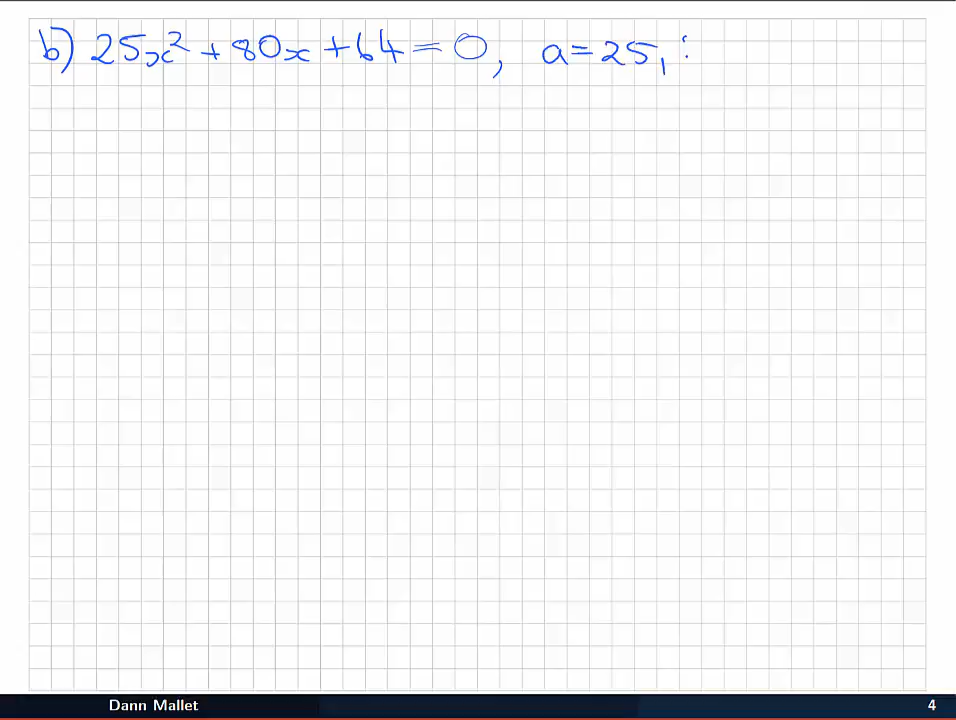 b) 25x² + 80x + 64 = 0, a = 25,
Dann Mallet 4